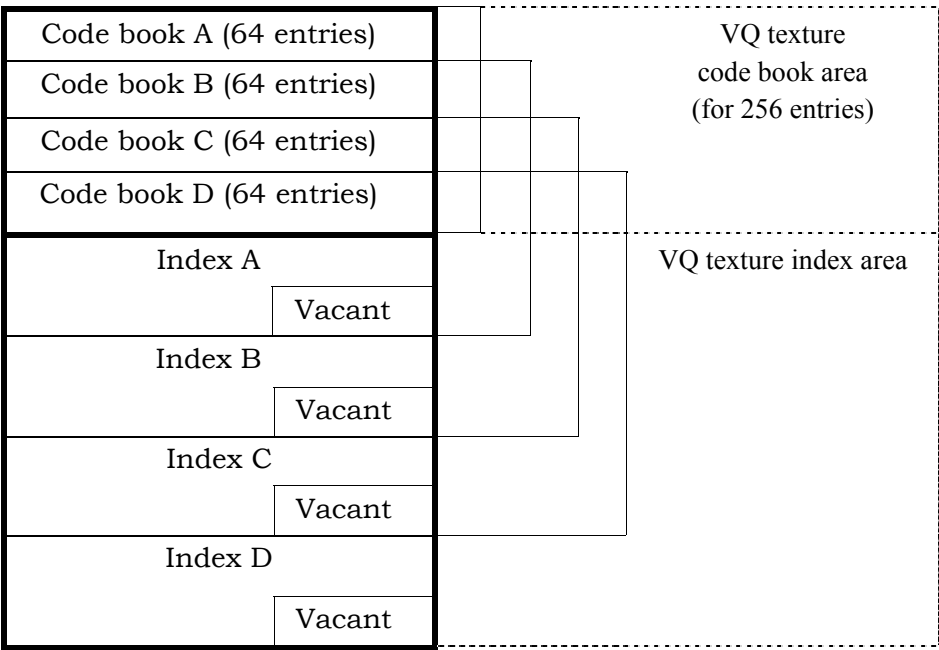 Code book A (64 entries)
Code book B (64 entries)
Code book C (64 entries)
Code book D (64 entries)
VQ texture
code book area
(for 256 entries)
Index A
Vacant
Index B
Vacant
Index C
Vacant
Index D
Vacant
VQ texture index area